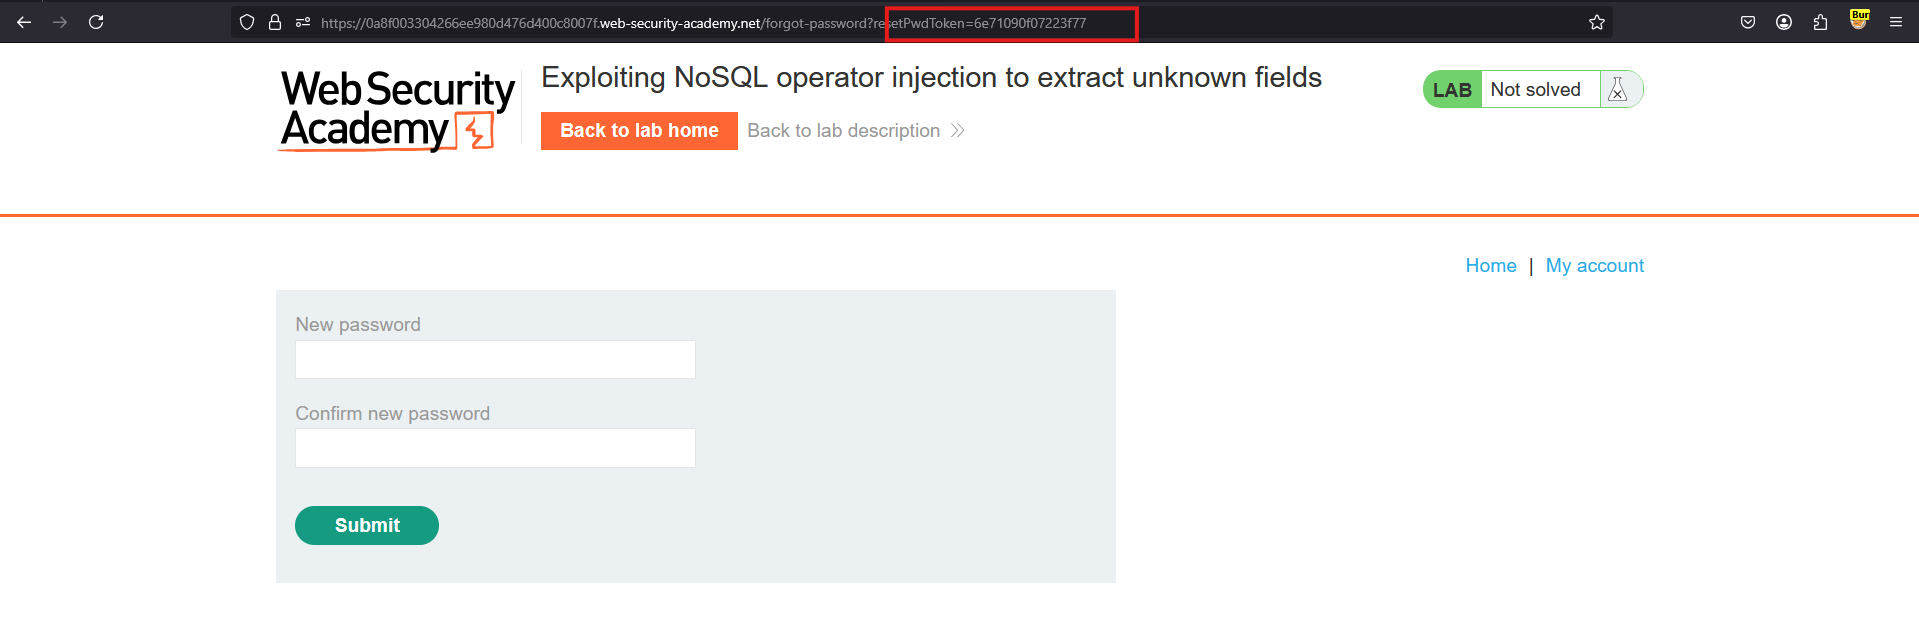 https://0a8f003304266ee980d476d400c8007f.web-security-academy.net/forgot-password?resetPwdToken=6e71090f07223f77
Bur
Web Security
Academy
Exploiting NoSQL operator injection to extract unknown fields
Back to lab home
Back to lab description
LAB
Not solved
Home | My account
New password
Confirm new password
Submit